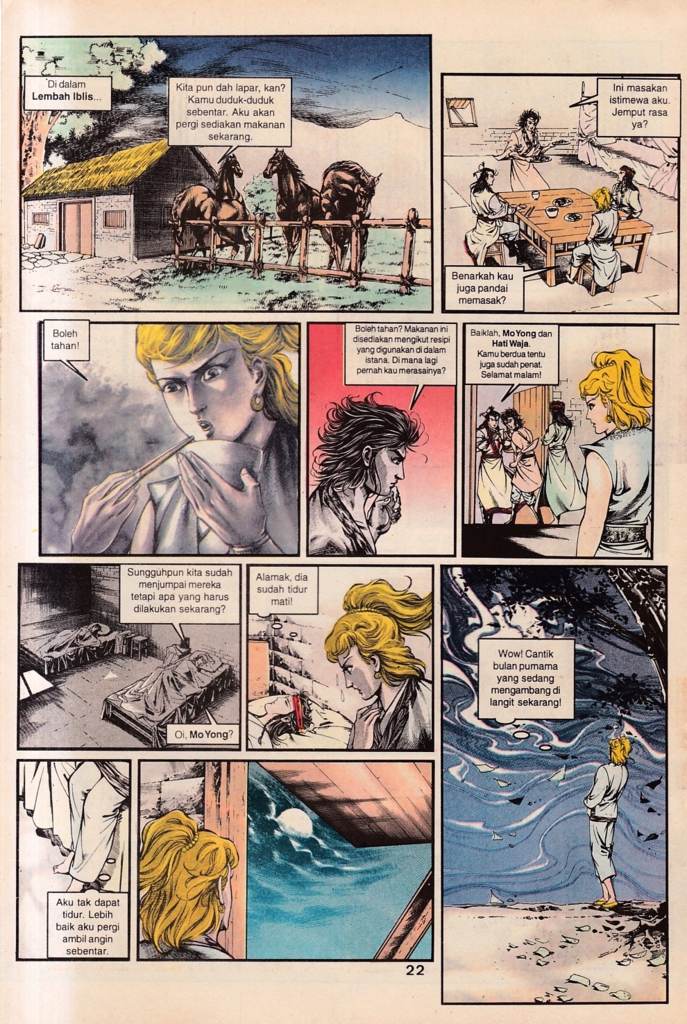 Di dalam
Lembah Iblis...
Kita pun dah lapar, kan?
Kamu duduk-duduk
sebentar. Aku akan
pergi sediakan makanan
sekarang.
Ini masakan
istimewa aku.
Jemput rasa
ya?
Benarkah kau
juga pandai
memasak?
Boleh
tahan!
Boleh tahan? Makanan ini
disediakan mengikut resipi
yang digunakan di dalam
istana. Di mana lagi
pernah kau merasainya?
Baiklah, Mo Yong dan
Hati Waja.
Kamu berdua tentu
juga sudah penat.
Selamat malam!
Sungguhpun kita sudah
menjumpai mereka
tetapi apa yang harus
dilakukan sekarang?
Oi, Mo Yong?
Alamak, dia
sudah tidur
mati!
Aku tak dapat
tidur. Lebih
baik aku pergi
ambil angin
sebentar.
Wow! Cantik
bulan purnama
yang sedang
mengambang di
langit sekarang!
22